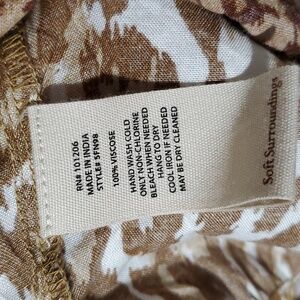 RN# 101206
MADE IN INDIA
STYLE# SFN98
100% VISCOSE
HAND WASH COLD
ONLY NON-CHLORINE
BLEACH WHEN NEEDED
HANG TO DRY
COOL IRON IF NEEDED
MAY BE DRY CLEANED
Soft Surroundings